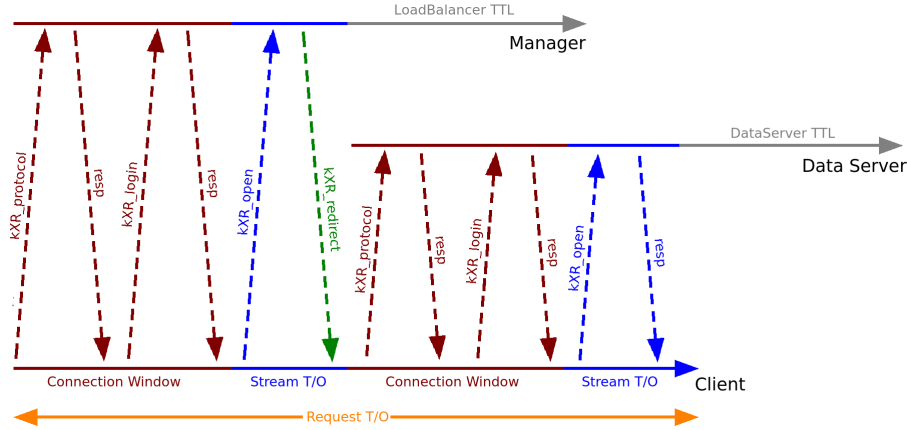 LoadBalancer TTL
Manager
DataServer TTL
Data Server
kXR_protocol
resp
kXR_login
resp
kXR_open
kXR_redirect
kXR_protocol
resp
kXR_login
resp
kXR_open
resp
Connection Window
Stream T/O
Connection Window
Stream T/O
Client
Request T/O